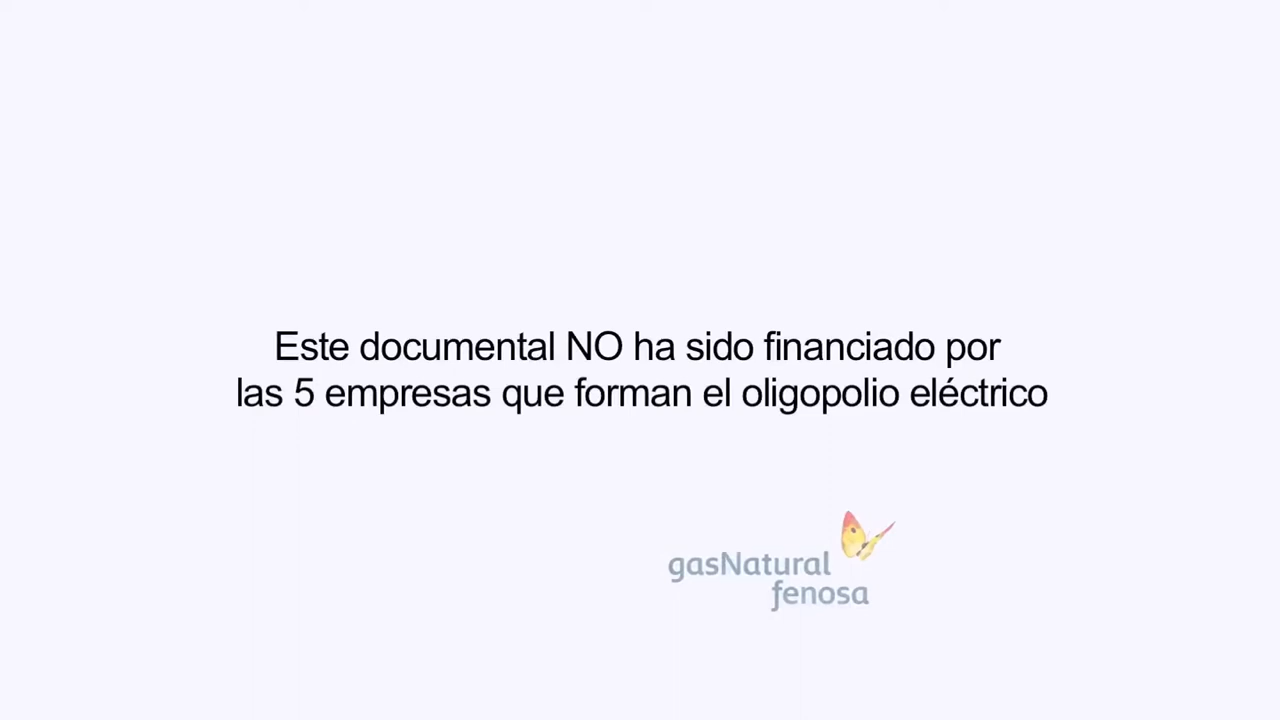 Este documental NO ha sido financiado por
las 5 empresas que forman el oligopolio eléctrico
gasNatural
fenosa